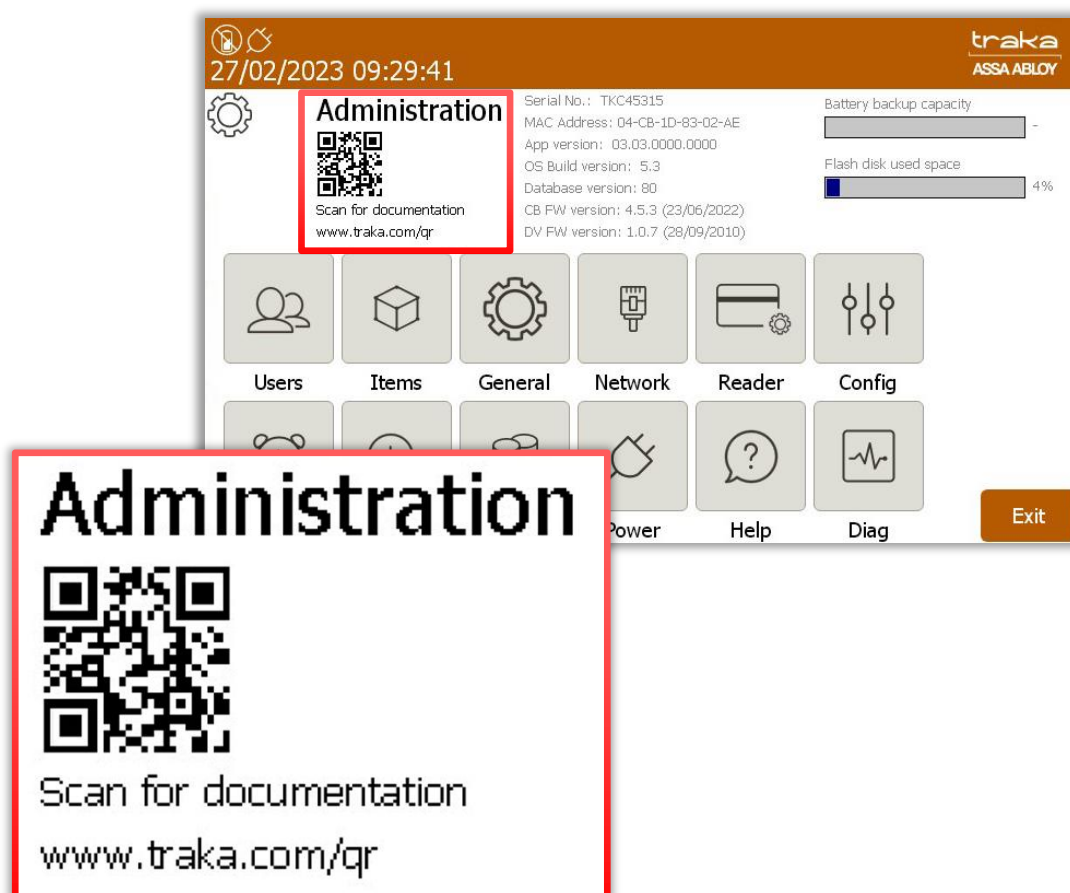 27/02/2023 09:29:41
traka
ASSA ABLOY
Administration
Scan for documentation
www.traka.com/qr
Serial No.: TKC45315
MAC Address: 04-CB-1D-83-02-AE
App version: 03.03.0000.0000
OS Build version: 5.3
Database version: 80
CB FW version: 4.5.3 (23/06/2022)
DV FW version: 1.0.7 (28/09/2010)
Battery backup capacity
-
Flash disk used space
4%
Users
Items
General
Network
Reader
Config
Power
Help
Diag
Exit
Administration
Scan for documentation
www.traka.com/qr